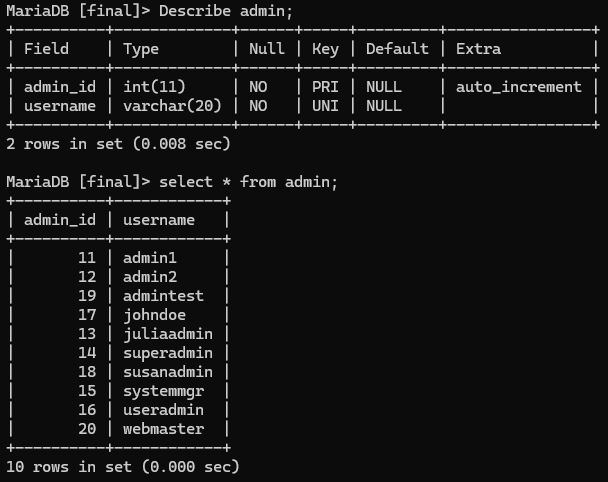 MariaDB [final]> Describe admin;
+----------+-------------+------+-----+---------+----------------+
| Field    | Type        | Null | Key | Default | Extra          |
+----------+-------------+------+-----+---------+----------------+
| admin_id | int(11)     | NO   | PRI | NULL    | auto_increment |
| username | varchar(20) | NO   | UNI | NULL    |                |
+----------+-------------+------+-----+---------+----------------+
2 rows in set (0.008 sec)

MariaDB [final]> select * from admin;
+----------+------------+
| admin_id | username   |
+----------+------------+
|       11 | admin1     |
|       12 | admin2     |
|       19 | admintest  |
|       17 | johndoe    |
|       13 | juliaadmin |
|       14 | superadmin |
|       18 | susanadmin |
|       15 | systemmgr  |
|       16 | useradmin  |
|       20 | webmaster  |
+----------+------------+
10 rows in set (0.000 sec)